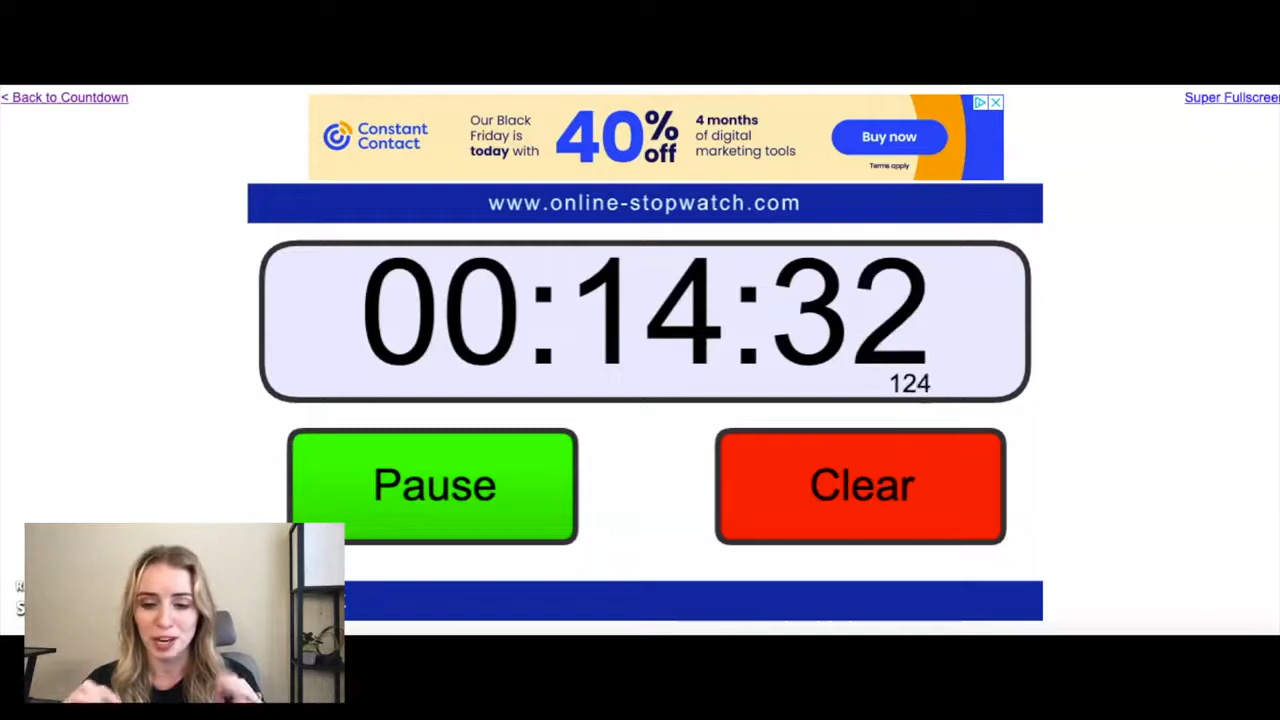 < Back to Countdown
Super Fullscreen
Constant
Contact
Our Black
Friday is
today with
40%
off
4 months
of digital
marketing tools
Buy now
Terms apply
www.online-stopwatch.com
00:14:32
124
Pause
Clear